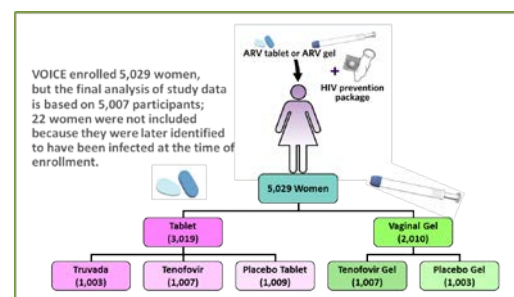 ARV tablet or ARV gel
HIV prevention
package
VOICE enrolled 5,029 women,
but the final analysis of study data
is based on 5,007 participants;
22 women were not included
because they were later identified
to have been infected at the time of
enrollment.
5,029 Women
Tablet
(3,019)
Vaginal Gel
(2,010)
Truvada
(1,003)
Tenofovir
(1,007)
Placebo Tablet
(1,009)
Tenofovir Gel
(1,007)
Placebo Gel
(1,003)